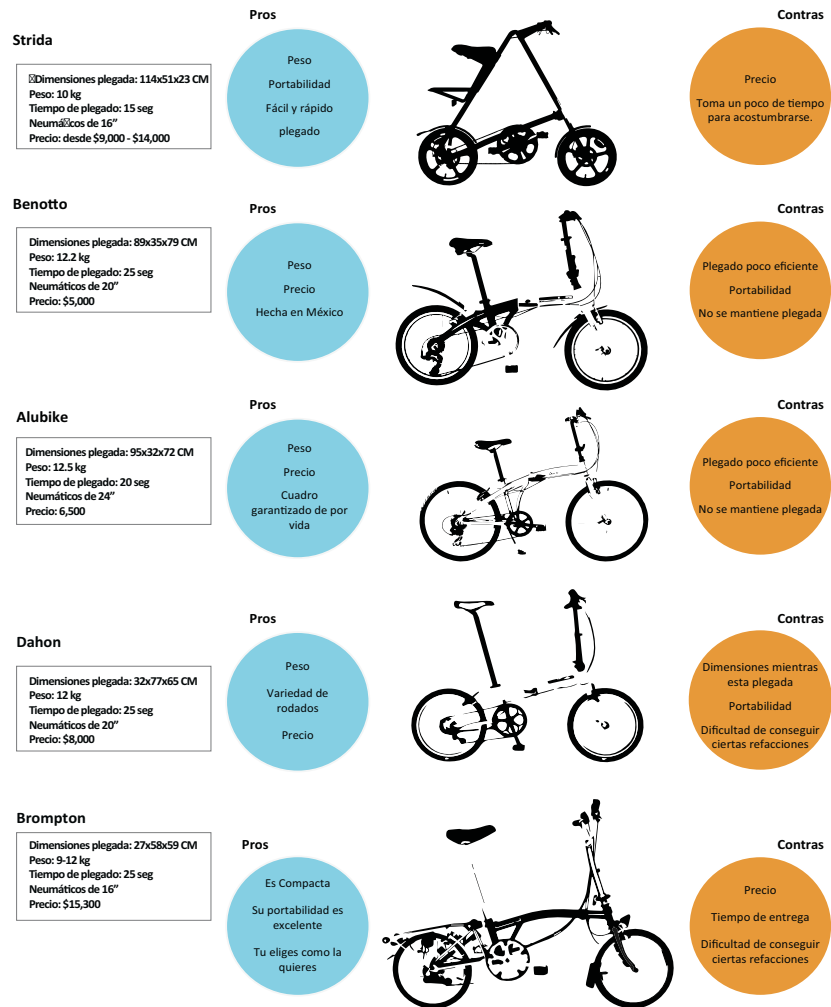 Strida
Pros
Contras
Dimensiones plegada: 114x51x23 CM
Peso: 10 kg
Tiempo de plegado: 15 seg
Neumá☒cos de 16”
Precio: desde $9,000 - $14,000
Peso
Portabilidad
Fácil y rápido
plegado
Precio
Toma un poco de tiempo
para acostumbrarse.
Benotto
Pros
Contras
Dimensiones plegada: 89x35x79 CM
Peso: 12.2 kg
Tiempo de plegado: 25 seg
Neumáticos de 20”
Precio: $5,000
Peso
Precio
Hecha en México
Plegado poco eficiente
Portabilidad
No se mantiene plegada
Alubike
Pros
Contras
Dimensiones plegada: 95x32x72 CM
Peso: 12.5 kg
Tiempo de plegado: 20 seg
Neumáticos de 24”
Precio: 6,500
Peso
Precio
Cuadro
garantizado de por
vida
Plegado poco eficiente
Portabilidad
No se mantiene plegada
Dahon
Pros
Contras
Dimensiones plegada: 32x77x65 CM
Peso: 12 kg
Tiempo de plegado: 25 seg
Neumáticos de 20”
Precio: $8,000
Peso
Variedad de
rodados
Precio
Dimensiones mientras
esta plegada
Portabilidad
Dificultad de conseguir
ciertas refacciones
Brompton
Pros
Contras
Dimensiones plegada: 27x58x59 CM
Peso: 9-12 kg
Tiempo de plegado: 25 seg
Neumáticos de 16”
Precio: $15,300
Es Compacta
Su portabilidad es
excelente
Tu eliges como la
quieres
Precio
Tiempo de entrega
Dificultad de conseguir
ciertas refacciones